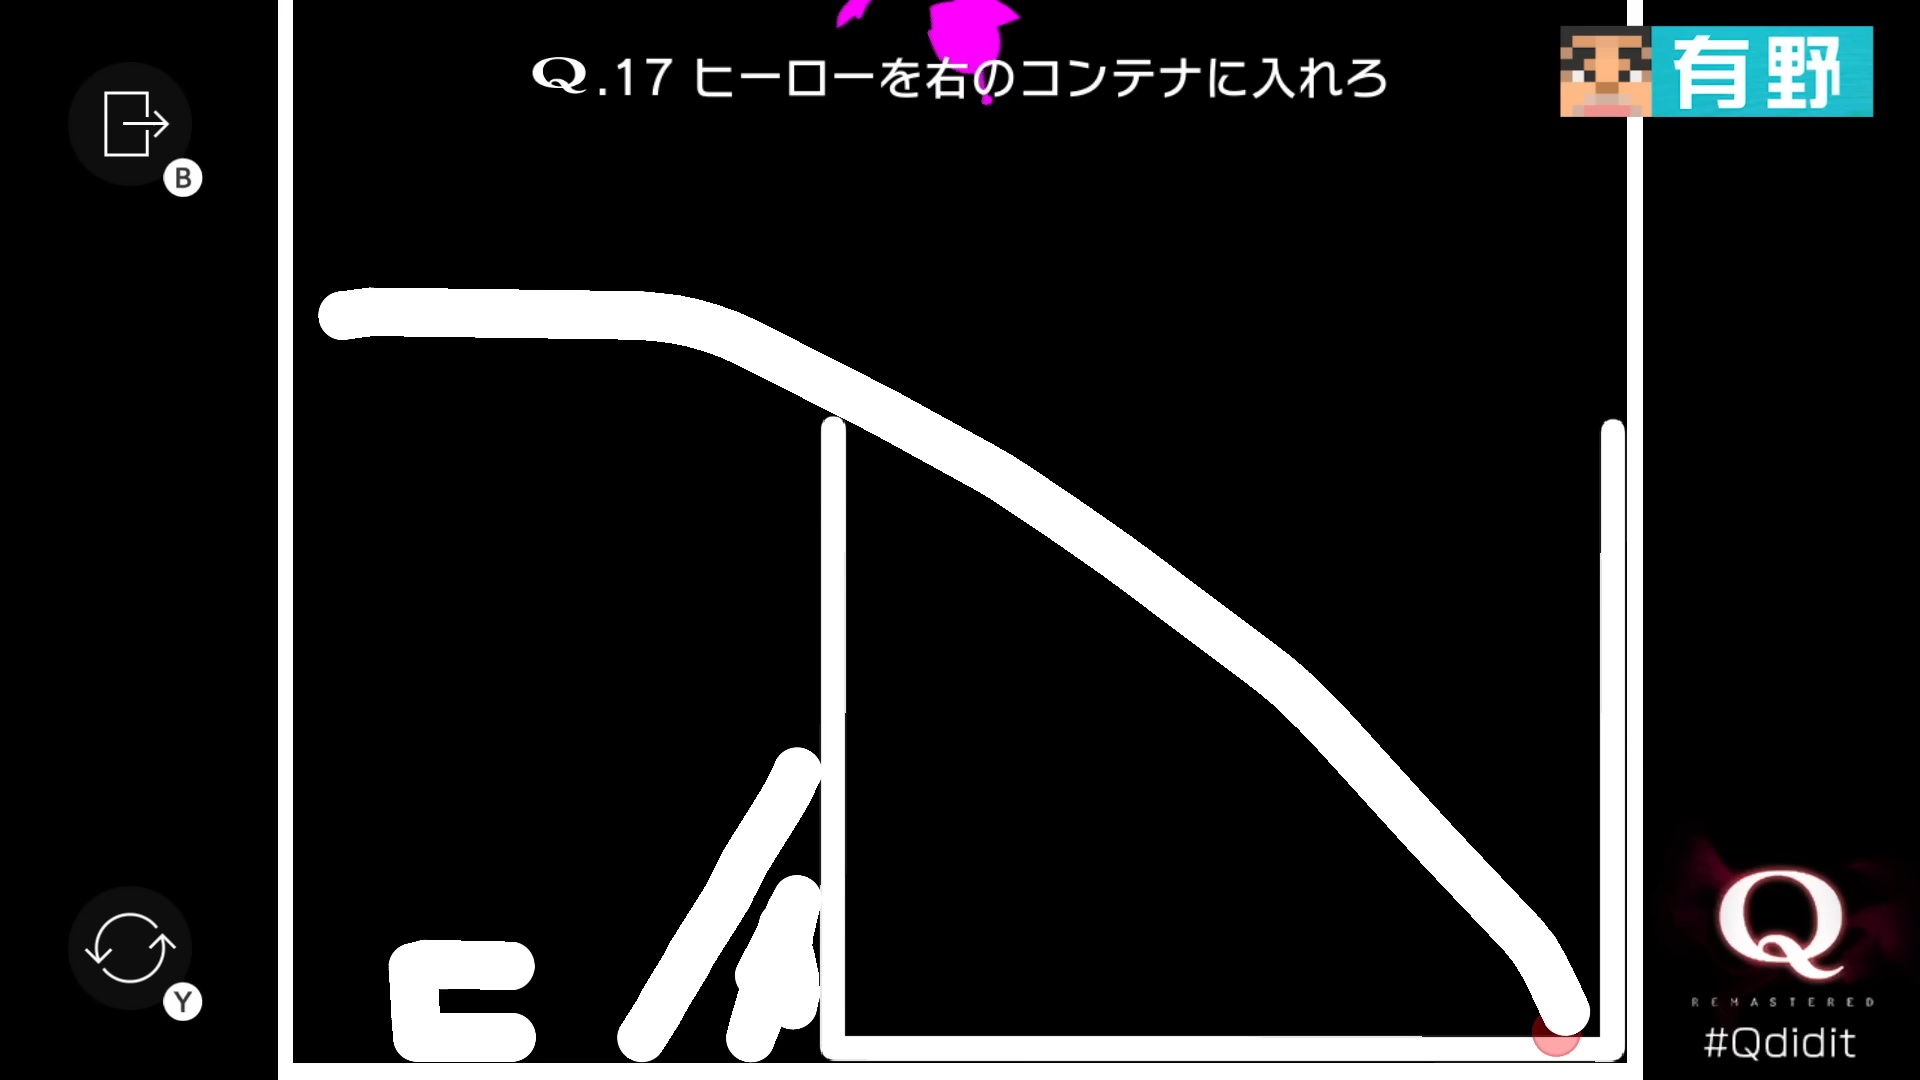 Q.17 ヒーローを右のコンテナに入れろ
有野
B
Y
Q
REMASTERED
#Qdidit